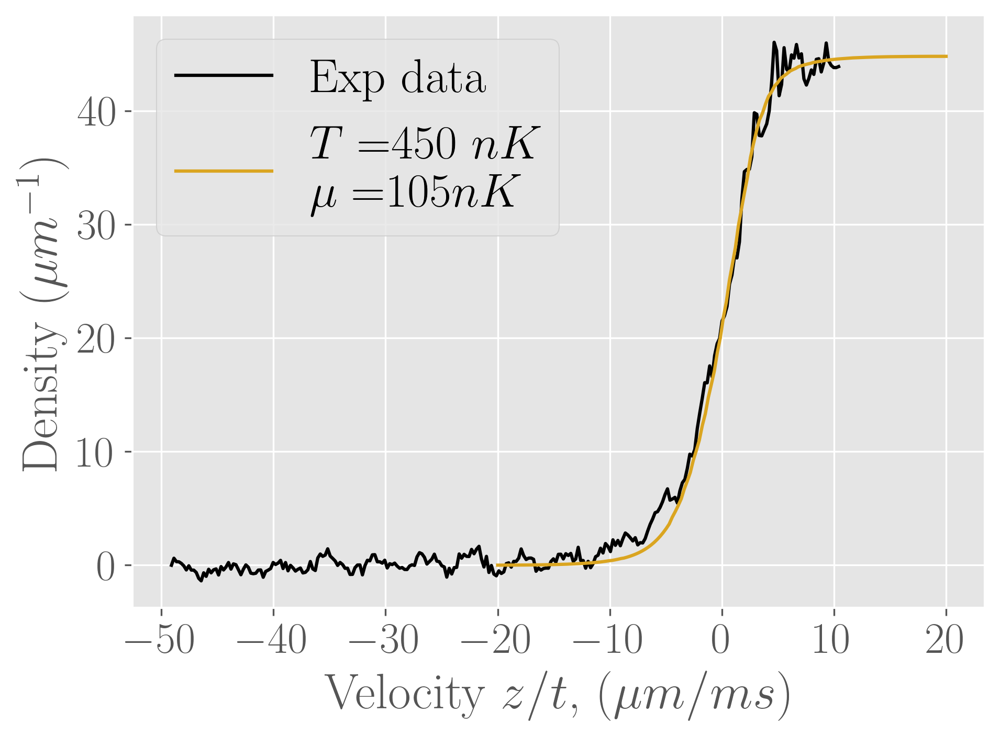 Exp data
T =450 nK
μ =105nK
Density (μm⁻¹)
40
30
20
10
0
−50 −40 −30 −20 −10 0 10 20
Velocity z/t, (μm/ms)